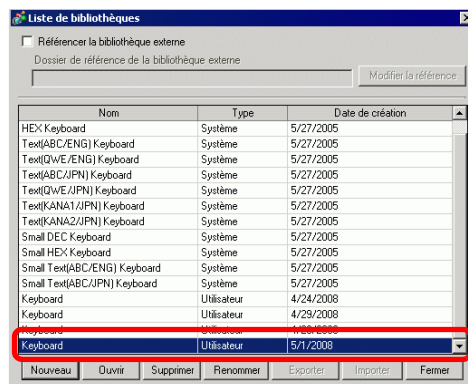 Liste de bibliothèques
Référencer la bibliothèque externe
Dossier de référence de la bibliothèque externe
Modifier la référence
Nom Type Date de création
HEX Keyboard Système 5/27/2005
Text(ABC/ENG) Keyboard Système 5/27/2005
Text(QWE/ENG) Keyboard Système 5/27/2005
Text(ABC/JPN) Keyboard Système 5/27/2005
Text(QWE/JPN) Keyboard Système 5/27/2005
Text(KANA1/JPN) Keyboard Système 5/27/2005
Text(KANA2/JPN) Keyboard Système 5/27/2005
Small DEC Keyboard Système 5/27/2005
Small HEX Keyboard Système 5/27/2005
Small Text(ABC/ENG) Keyboard Système 5/27/2005
Small Text(ABC/JPN) Keyboard Système 5/27/2005
Keyboard Utilisateur 4/24/2008
Keyboard Utilisateur 4/29/2008
Keyboard Utilisateur
Keyboard Utilisateur 5/1/2008
Nouveau Ouvrir Supprimer Renommer Exporter Importer Fermer